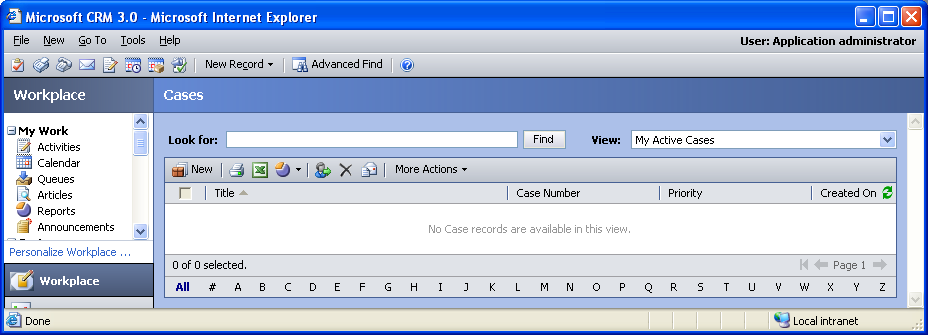 Microsoft CRM 3.0 - Microsoft Internet Explorer
File New Go To Tools Help User: Application administrator
New Record Advanced Find
Workplace Cases
My Work
Activities
Calendar
Queues
Articles
Reports
Announcements
Personalize Workplace ...
Workplace
Look for: Find View: My Active Cases
New More Actions
Title Case Number Priority Created On
No Case records are available in this view.
0 of 0 selected. Page 1
All # A B C D E F G H I J K L M N O P Q R S T U V W X Y Z
Done Local intranet